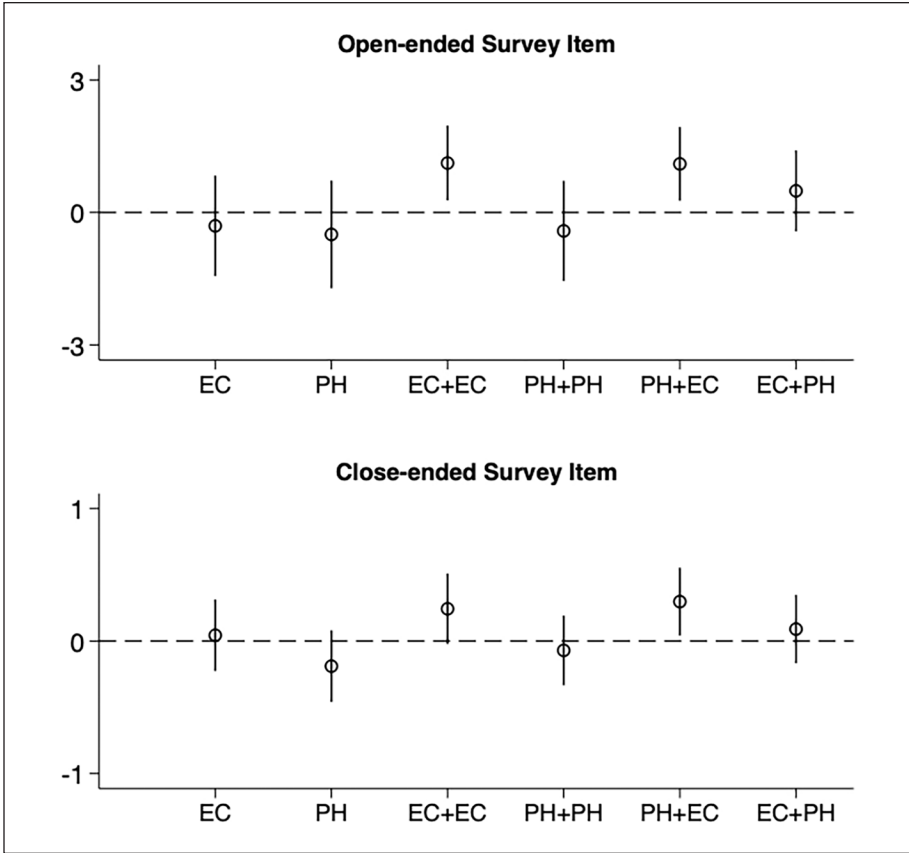 Open-ended Survey Item
3
0
-3
EC PH EC+EC PH+PH PH+EC EC+PH
Close-ended Survey Item
1
0
-1
EC PH EC+EC PH+PH PH+EC EC+PH